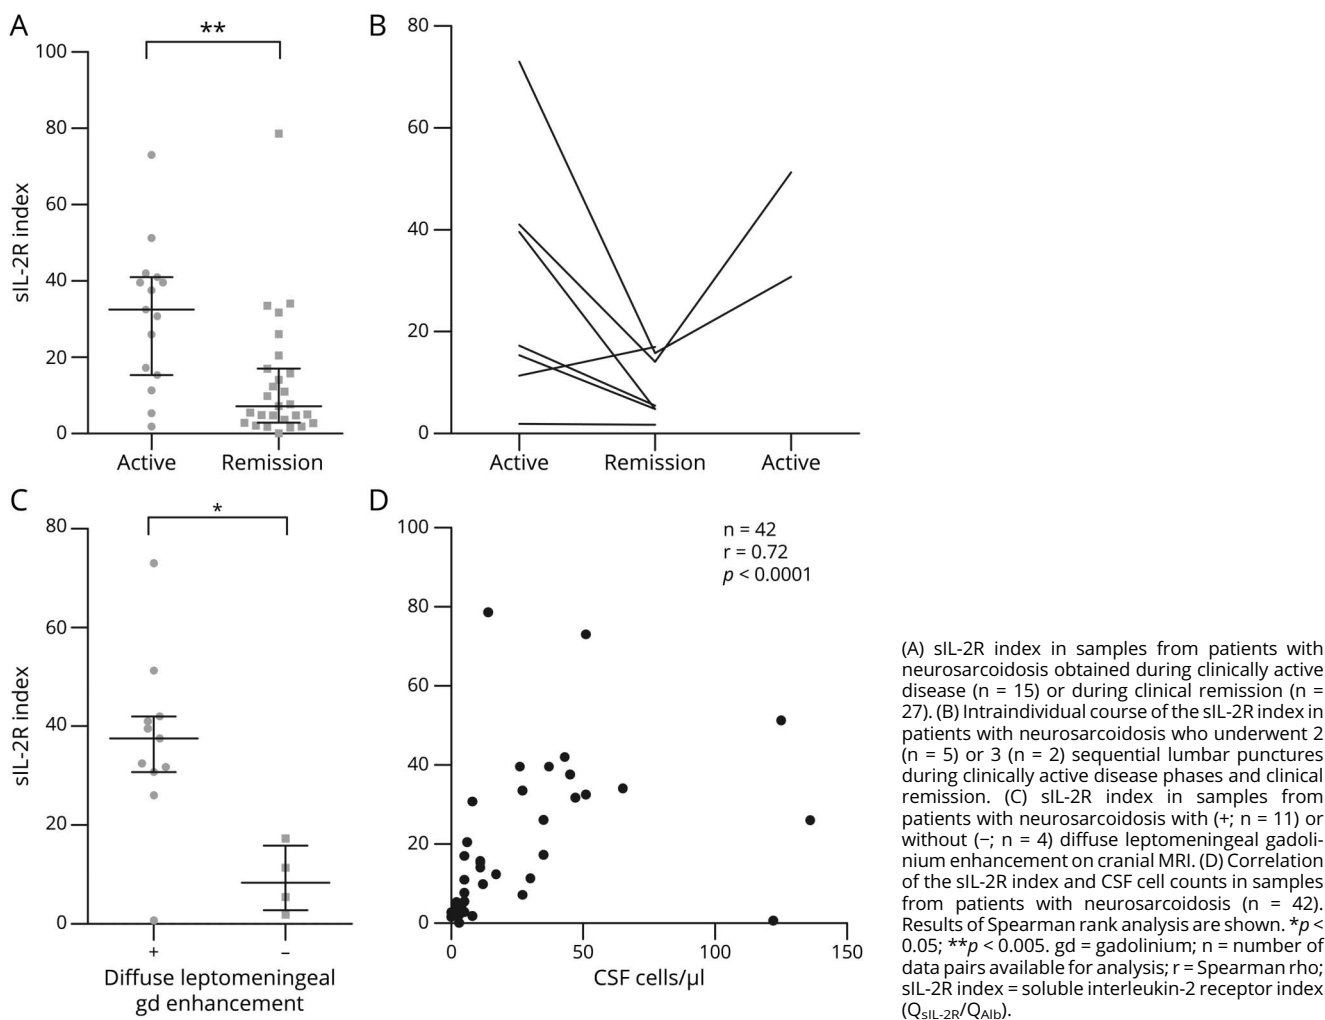 A
**
100
80
60
40
20
0
sIL-2R index
Active
Remission
B
80
60
40
20
0
Active
Remission
Active
C
*
80
60
40
20
0
sIL-2R index
+
−
Diffuse leptomeningeal
gd enhancement
D
100
80
60
40
20
0
n = 42
r = 0.72
p < 0.0001
0
50
100
150
CSF cells/µl
(A) sIL-2R index in samples from patients with
neurosarcoidosis obtained during clinically active
disease (n = 15) or during clinical remission (n =
27). (B) Intraindividual course of the sIL-2R index in
patients with neurosarcoidosis who underwent 2
(n = 5) or 3 (n = 2) sequential lumbar punctures
during clinically active disease phases and clinical
remission. (C) sIL-2R index in samples from
patients with neurosarcoidosis with (+; n = 11) or
without (−; n = 4) diffuse leptomeningeal gadoli-
nium enhancement on cranial MRI. (D) Correlation
of the sIL-2R index and CSF cell counts in samples
from patients with neurosarcoidosis (n = 42).
Results of Spearman rank analysis are shown. *p <
0.05; **p < 0.005. gd = gadolinium; n = number of
data pairs available for analysis; r = Spearman rho;
sIL-2R index = soluble interleukin-2 receptor index
(QsIL-2R/QAlb).